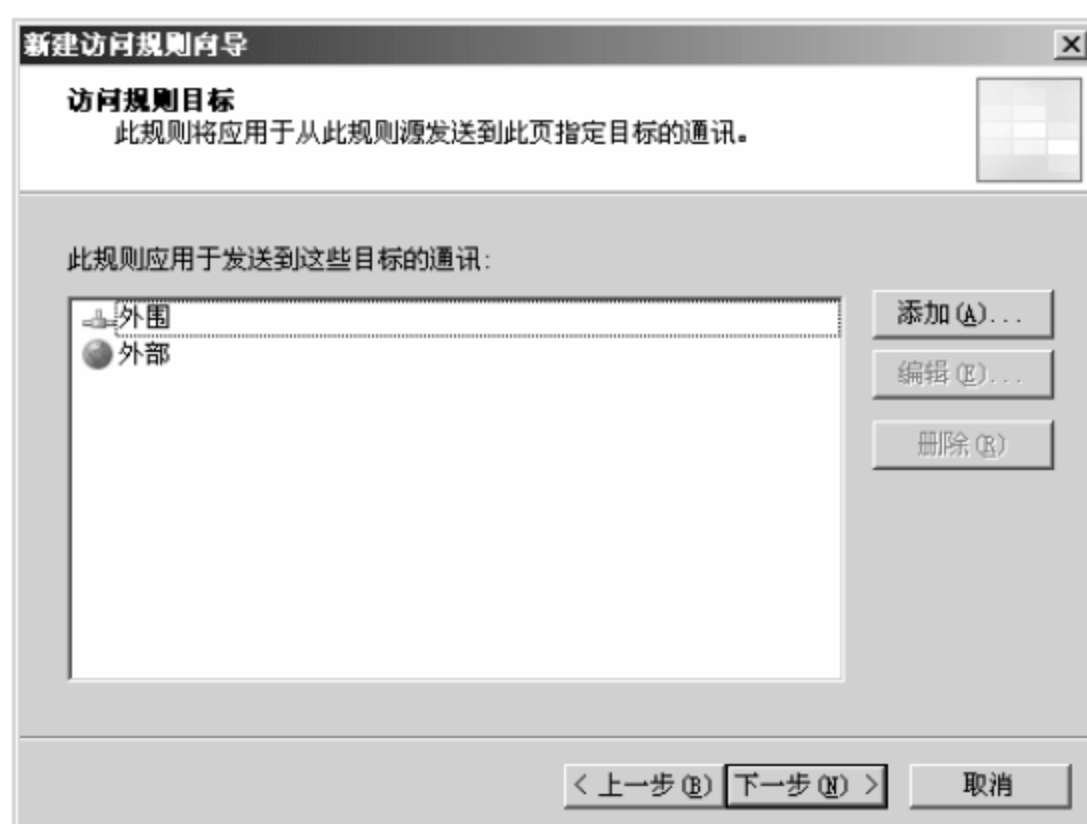 新建访问规则向导
访问规则目标
此规则将应用于从此规则源发送到此页指定目标的通讯。
此规则应用于发送到这些目标的通讯:
外围
外部
添加(A)...
编辑(E)...
删除(R)
< 上一步(B)
下一步(N) >
取消